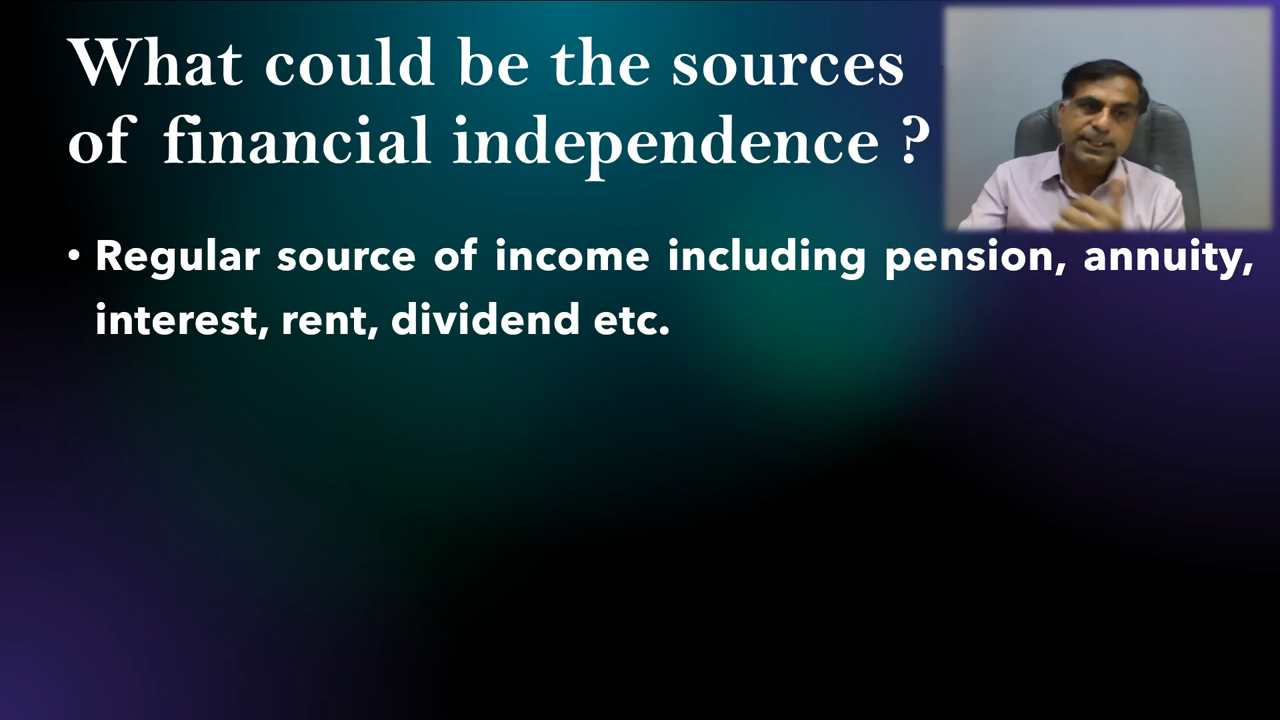 What could be the sources
of financial independence ?
• Regular source of income including pension, annuity,
interest, rent, dividend etc.